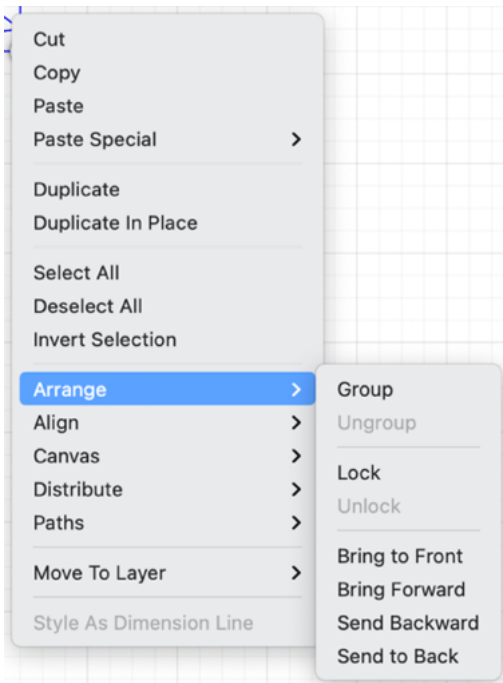 Cut
Copy
Paste
Paste Special
Duplicate
Duplicate In Place
Select All
Deselect All
Invert Selection
Arrange
Align
Canvas
Distribute
Paths
Move To Layer
Style As Dimension Line
Group
Ungroup
Lock
Unlock
Bring to Front
Bring Forward
Send Backward
Send to Back